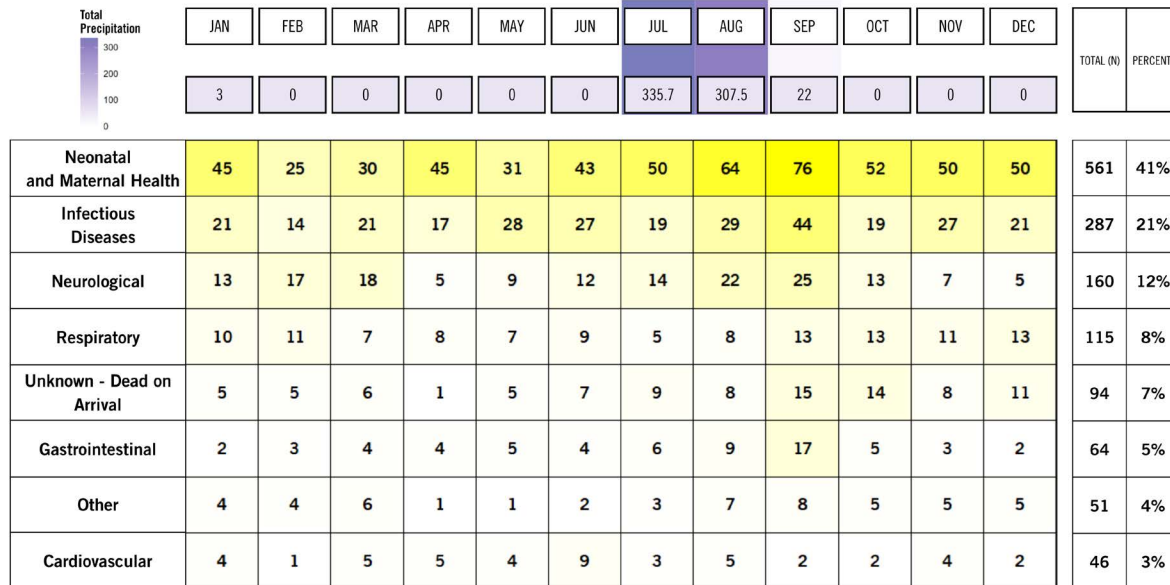 Total
Precipitation
300
200
100
0
JAN FEB MAR APR MAY JUN JUL AUG SEP OCT NOV DEC
TOTAL (N) PERCENT
3 0 0 0 0 0 335.7 307.5 22 0 0 0
Neonatal
and Maternal Health 45 25 30 45 31 43 50 64 76 52 50 50 561 41%
Infectious
Diseases 21 14 21 17 28 27 19 29 44 19 27 21 287 21%
Neurological 13 17 18 5 9 12 14 22 25 13 7 5 160 12%
Respiratory 10 11 7 8 7 9 5 8 13 13 11 13 115 8%
Unknown - Dead on
Arrival 5 5 6 1 5 7 9 8 15 14 8 11 94 7%
Gastrointestinal 2 3 4 4 5 4 6 9 17 5 3 2 64 5%
Other 4 4 6 1 1 2 3 7 8 5 5 5 51 4%
Cardiovascular 4 1 5 5 4 9 3 5 2 2 4 2 46 3%